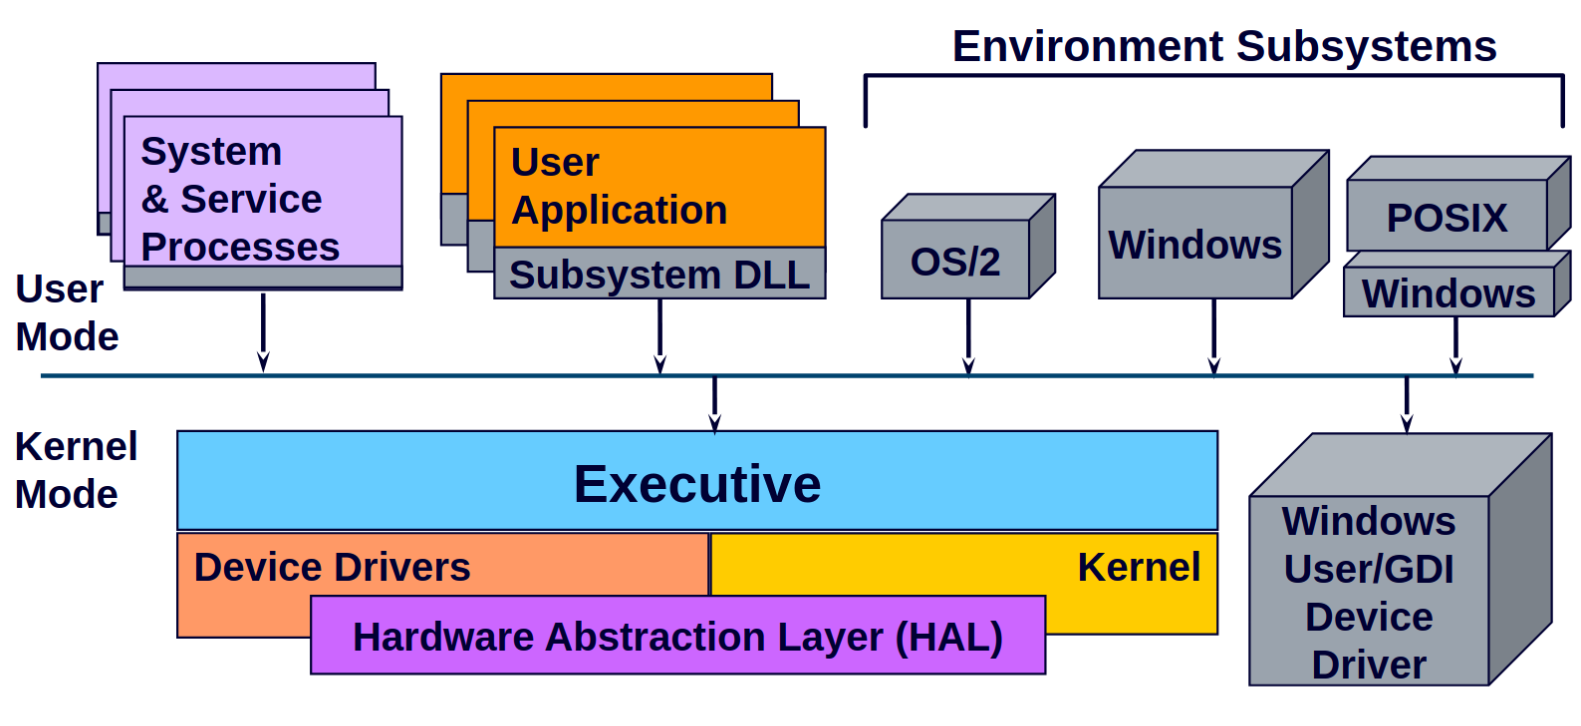 Environment Subsystems
System
& Service
Processes
User
Application
Subsystem DLL
OS/2
Windows
POSIX
Windows
User
Mode
Kernel
Mode
Executive
Device Drivers
Kernel
Hardware Abstraction Layer (HAL)
Windows
User/GDI
Device
Driver